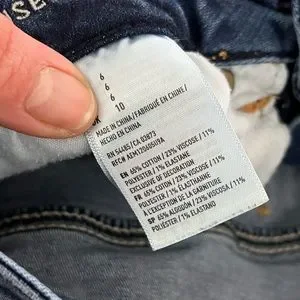 6
6
6
10
MADE IN CHINA/FABRIQUÉ EN CHINE/
HECHO EN CHINA
RN 54485/CA 03873
EN 65% COTTON/23% VISCOSE/11%
POLYESTER/1% ELASTANE
EXCLUSIVE OF DECORATION
FR 65% COTON/23% VISCOSE/11%
POLYESTER/1% ÉLASTHANNE
À L'EXCEPTION DE LA GARNITURE
SP 65% ALGODÓN/23% VISCOSA/11%
POLIÉSTER/1% ELASTANO